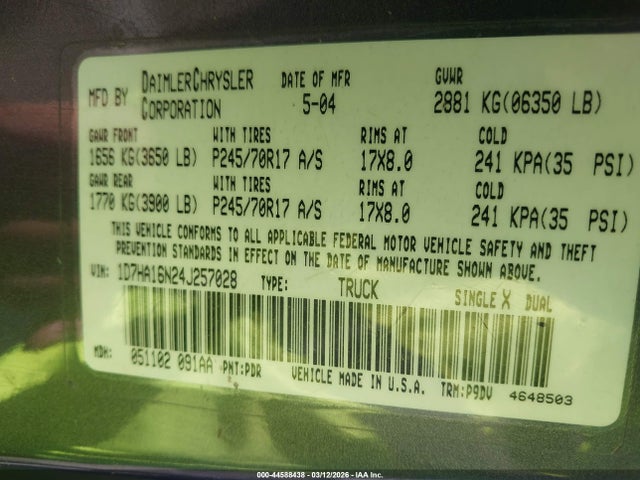 MFD BY DAIMLERCHRYSLER CORPORATION DATE OF MFR 5-04 GVWR 2881 KG(06350 LB)
GAWR FRONT WITH TIRES RIMS AT COLD
1656 KG(3650 LB) P245/70R17 A/S 17X8.0 241 KPA(35 PSI)
GAWR REAR WITH TIRES RIMS AT COLD
1770 KG(3900 LB) P245/70R17 A/S 17X8.0 241 KPA(35 PSI)
THIS VEHICLE CONFORMS TO ALL APPLICABLE FEDERAL MOTOR VEHICLE SAFETY AND THEFT
PREVENTION STANDARDS IN EFFECT ON THE DATE OF MANUFACTURE SHOWN ABOVE.
VIN: 1D7HA16N24J257028 TYPE: TRUCK SINGLE X DUAL
MDH: 051102 091AA PNT:PDR VEHICLE MADE IN U.S.A. TRM:P9DV 4648503
000-44588438 - 03/12/2026 - IAA Inc.